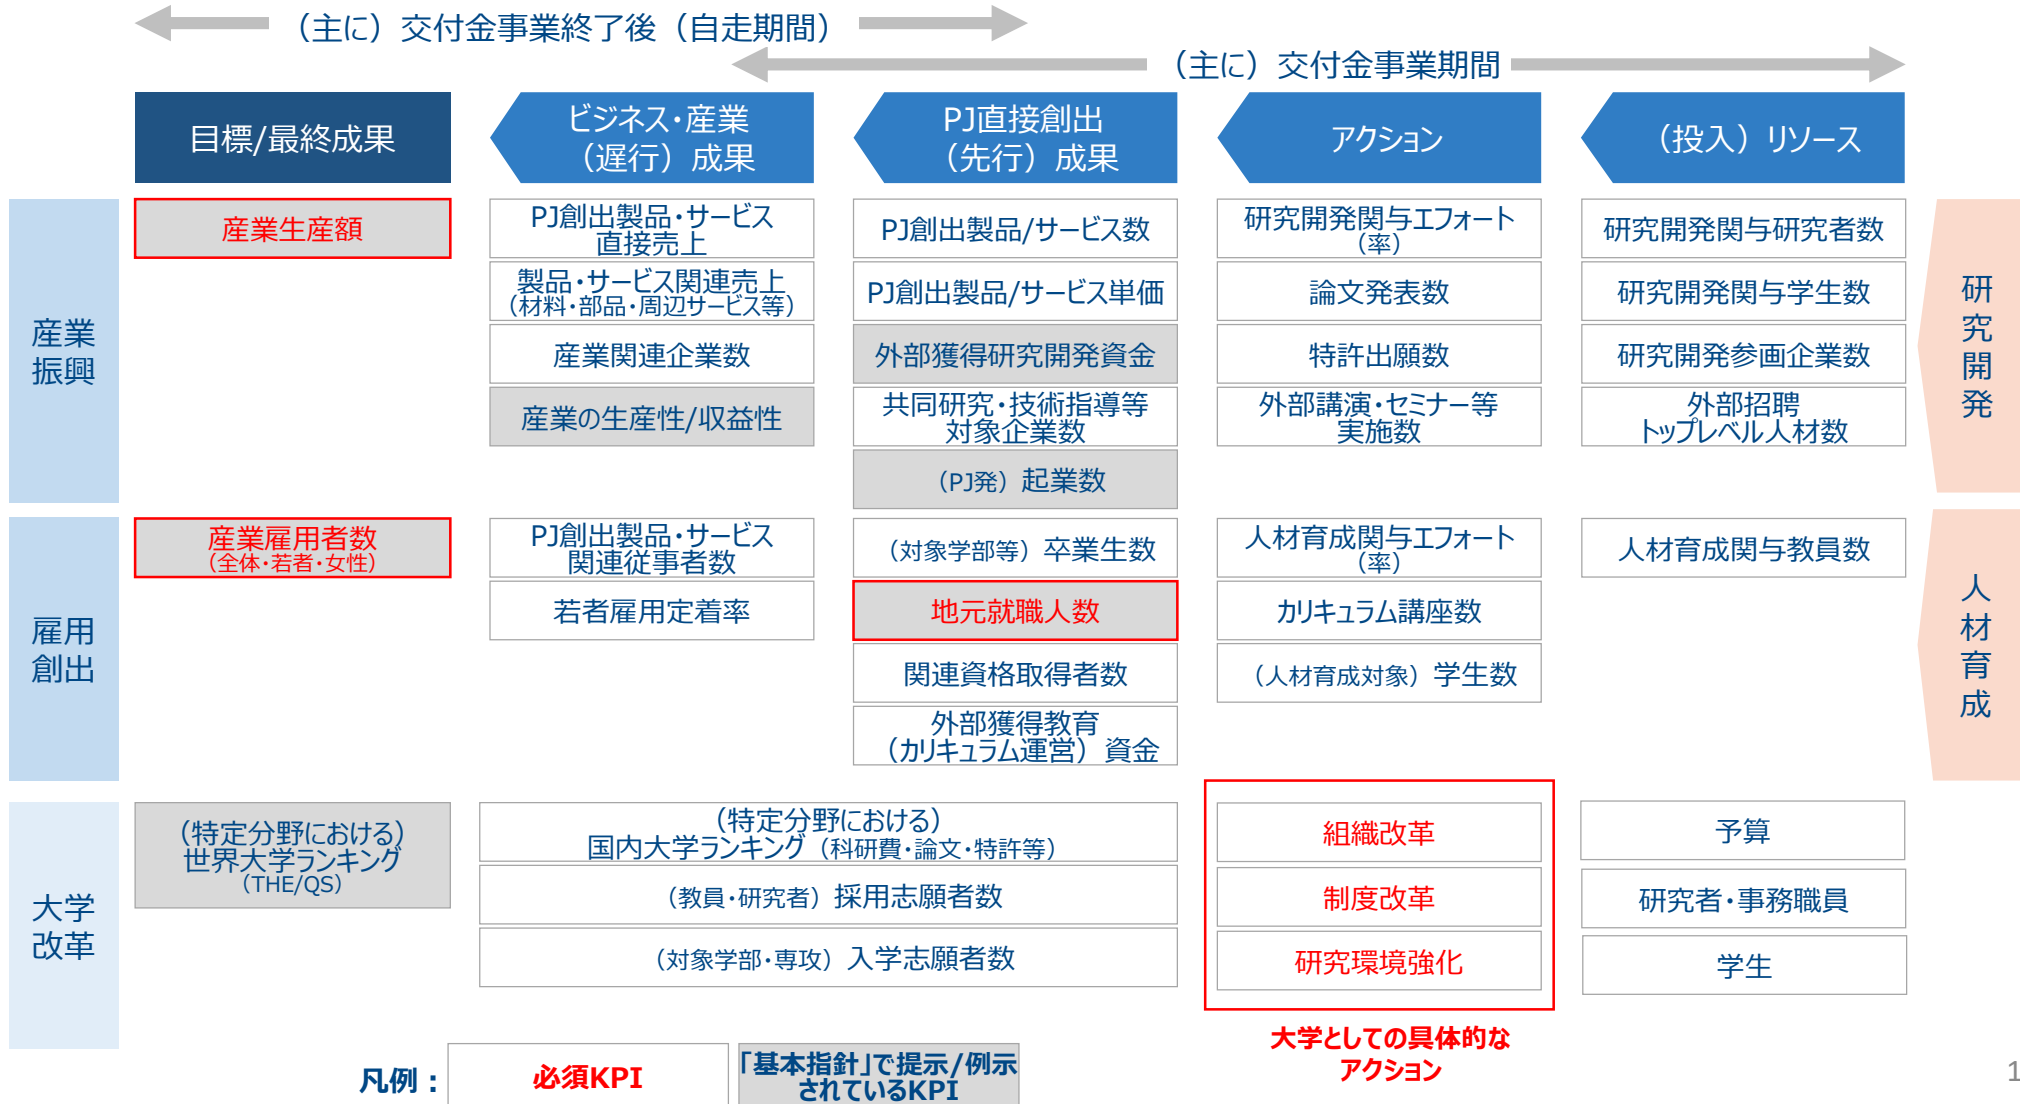 （主に）交付金事業終了後（自走期間）
（主に）交付金事業期間
目標/最終成果
ビジネス・産業
（遅行）成果
PJ直接創出
（先行）成果
アクション
（投入）リソース
産業
振興
産業生産額
PJ創出製品・サービス
直接売上
製品・サービス関連売上
（材料・部品・周辺サービス等）
産業関連企業数
産業の生産性/収益性
PJ創出製品/サービス数
PJ創出製品/サービス単価
外部獲得研究開発資金
共同研究・技術指導等
対象企業数
（PJ発）起業数
研究開発関与エフォート
（率）
論文発表数
特許出願数
外部講演・セミナー等
実施数
研究開発関与研究者数
研究開発関与学生数
研究開発参画企業数
外部招聘
トップレベル人材数
研究開発
雇用
創出
産業雇用者数
（全体・若者・女性）
PJ創出製品・サービス
関連従事者数
若者雇用定着率
（対象学部等）卒業生数
地元就職人数
関連資格取得者数
外部獲得教育
（カリキュラム運営）資金
人材育成関与エフォート
（率）
カリキュラム講座数
（人材育成対象）学生数
人材育成関与教員数
人材育成
大学
改革
（特定分野における）
世界大学ランキング
（THE/QS）
（特定分野における）
国内大学ランキング（科研費・論文・特許等）
（教員・研究者）採用志願者数
（対象学部・専攻）入学志願者数
組織改革
制度改革
研究環境強化
大学としての具体的な
アクション
予算
研究者・事務職員
学生
凡例：
必須KPI
「基本指針」で提示/例示
されているKPI
1